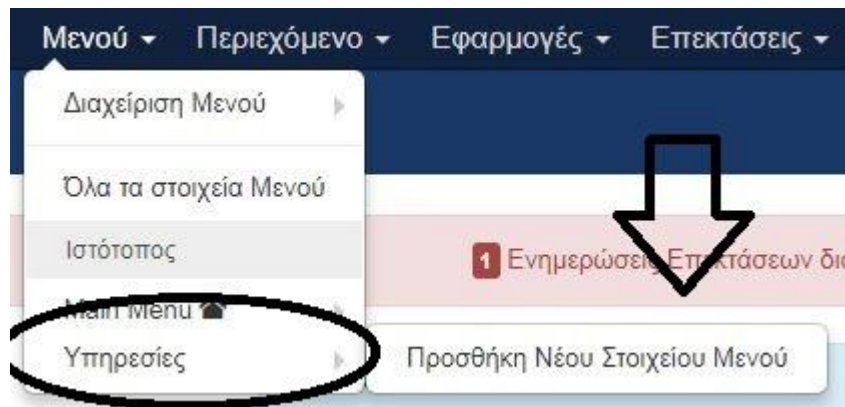 Μενού Περιεχόμενο Εφαρμογές Επεκτάσεις
Διαχείριση Μενού
Όλα τα στοιχεία Μενού
Ιστότοπος
1 Ενημερώσεις Επεκτάσεων
Main Menu
Υπηρεσίες
Προσθήκη Νέου Στοιχείου Μενού